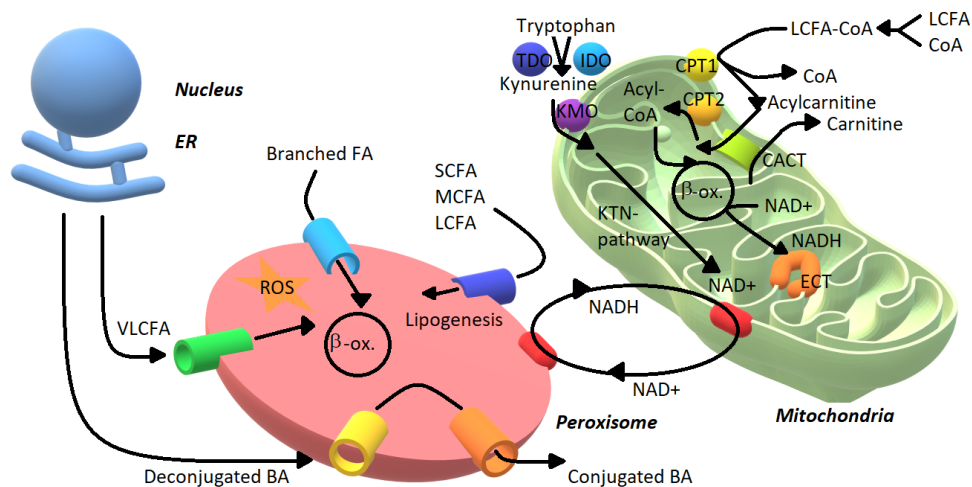 Nucleus
ER
Tryptophan
TDO
IDO
Kynurenine
KMO
KTN-
pathway
LCFA-CoA
LCFA
CoA
CPT1
CoA
CPT2
Acylcarnitine
Carnitine
Acyl-
CoA
CACT
β-ox.
NAD+
NADH
ECT
NAD+
Branched FA
SCFA
MCFA
LCFA
ROS
Lipogenesis
VLCFA
β-ox.
NADH
NAD+
Peroxisome
Mitochondria
Deconjugated BA
Conjugated BA